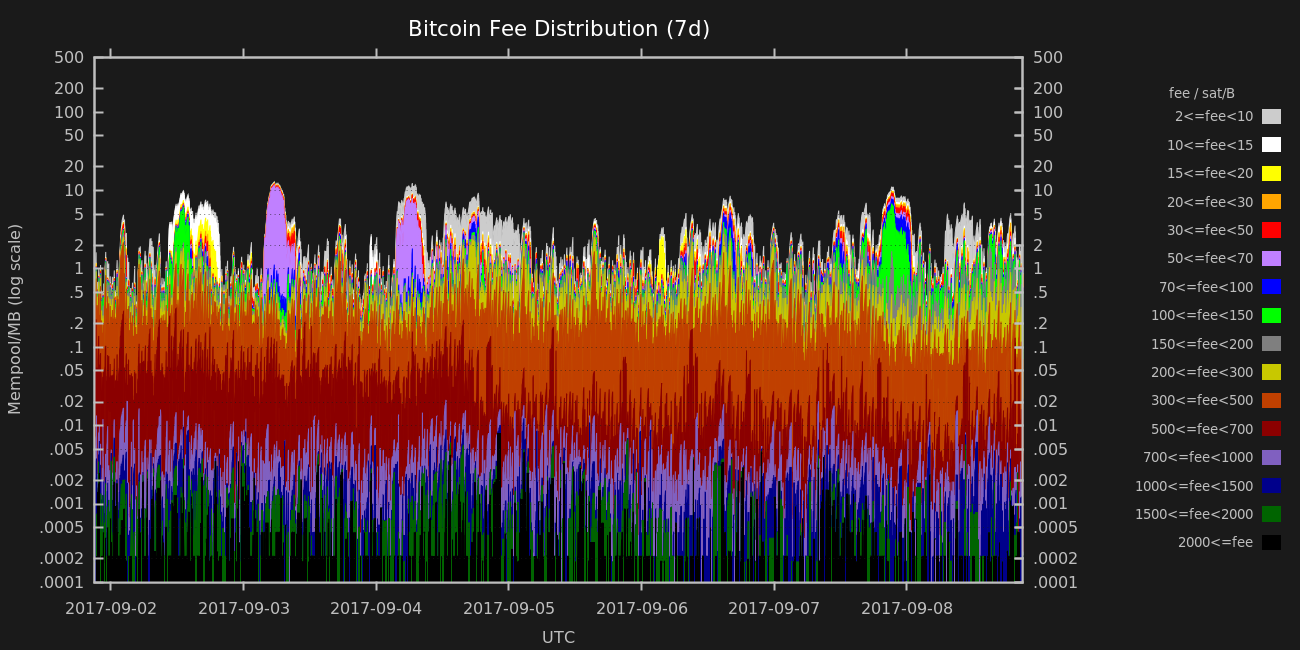 Bitcoin Fee Distribution (7d)
500 500
200 200
100 100
50 50
20 20
10 10
5 5
2 2
1 1
.5 .5
.2 .2
.1 .1
.05 .05
.02 .02
.01 .01
.005 .005
.002 .002
.001 .001
.0005 .0005
.0002 .0002
.0001 .0001
Mempool/MB (log scale)
2017-09-02 2017-09-03 2017-09-04 2017-09-05 2017-09-06 2017-09-07 2017-09-08
UTC
fee / sat/B
2<=fee<10
10<=fee<15
15<=fee<20
20<=fee<30
30<=fee<50
50<=fee<70
70<=fee<100
100<=fee<150
150<=fee<200
200<=fee<300
300<=fee<500
500<=fee<700
700<=fee<1000
1000<=fee<1500
1500<=fee<2000
2000<=fee